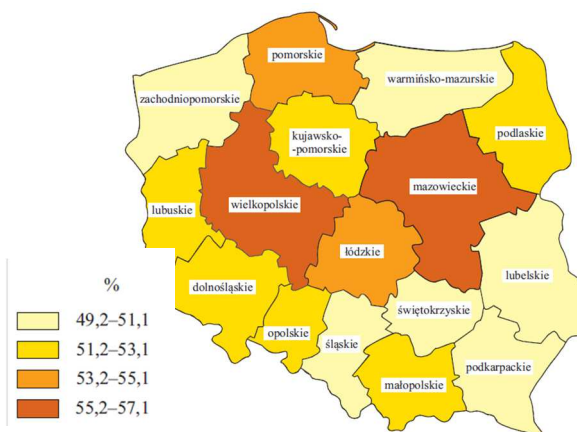 pomorskie
warmińsko-mazurskie
zachodniopomorskie
kujawsko-
-pomorskie
podlaskie
mazowieckie
wielkopolskie
lubuskie
łódzkie
lubelskie
dolnośląskie
świętokrzyskie
opolskie
śląskie
podkarpackie
małopolskie
%
49,2–51,1
51,2–53,1
53,2–55,1
55,2–57,1